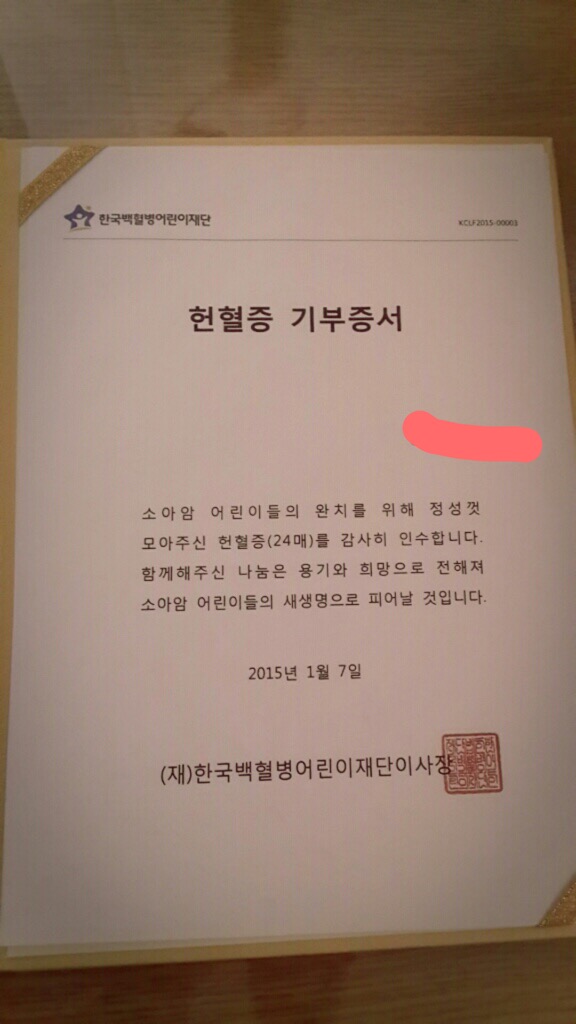 한국백혈병어린이재단
KCLF2015-00003
헌혈증 기부증서
소아암 어린이들의 완치를 위해 정성껏
모아주신 헌혈증(24매)를 감사히 인수합니다.
함께해주신 나눔은 용기와 희망으로 전해져
소아암 어린이들의 새생명으로 피어날 것입니다.
2015년 1월 7일
(재)한국백혈병어린이재단이사장